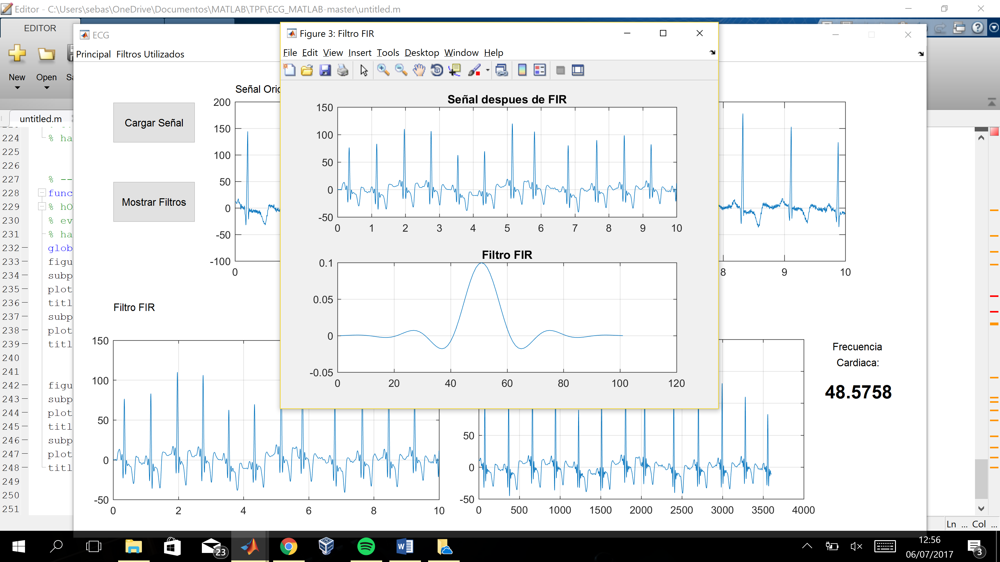 Editor - C:\Users\sebas\OneDrive\Documentos\MATLAB\TPF\ECG_MATLAB-master\untitled.m
EDITOR
New
Open
untitled.m
224 % ha
225
226
227 % --
228 func
229 % hO
230 % ev
231 % ha
232 glob
233 figu
234 subp
235 plot
236 titl
237 subp
238 plot
239 titl
240
241
242 figu
243 subp
244 plot
245 titl
246 subp
247 plot
248 titl
249
250
251
Ln ... Col ...
ECG
Principal Filtros Utilizados
Cargar Señal
Mostrar Filtros
Señal Orig
200
150
100
50
0
-50
-100
0
8 9 10
Filtro FIR
150
100
50
0
-50
0 2 4 6 8 10
50
0
-50
0 500 1000 1500 2000 2500 3000 3500 4000
Frecuencia
Cardiaca:
48.5758
Figure 3: Filtro FIR
File Edit View Insert Tools Desktop Window Help
Señal despues de FIR
150
100
50
0
-50
0 1 2 3 4 5 6 7 8 9 10
Filtro FIR
0.1
0.05
0
-0.05
0 20 40 60 80 100 120
23
12:56
06/07/2017
3